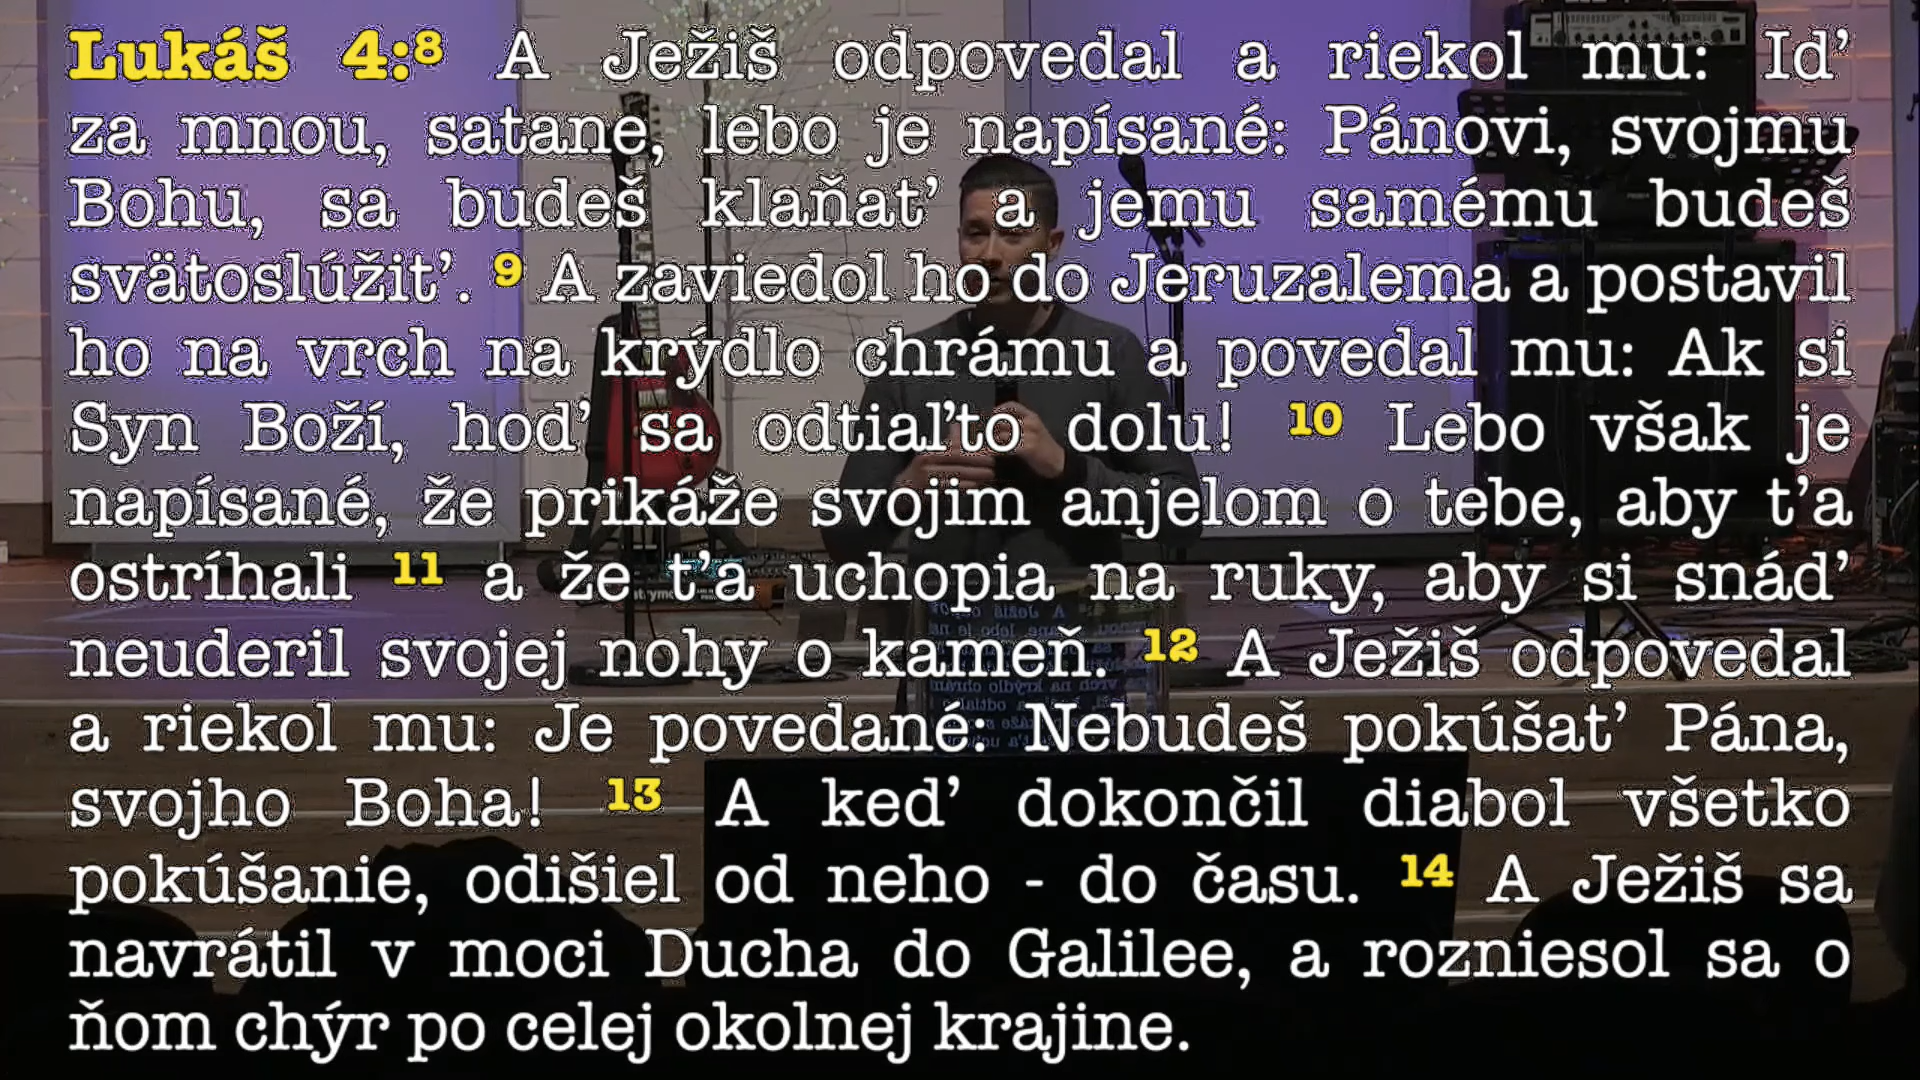 Lukáš 4:8 A Ježiš odpovedal a riekol mu: Iď
za mnou, satane, lebo je napísané: Pánovi, svojmu
Bohu, sa budeš klaňať a jemu samému budeš
svätoslúžiť. 9 A zaviedol ho do Jeruzalema a postavil
ho na vrch na krýdlo chrámu a povedal mu: Ak si
Syn Boží, hoď sa odtiaľto dolu! 10 Lebo však je
napísané, že prikáže svojim anjelom o tebe, aby ťa
ostríhali 11 a že ťa uchopia na ruky, aby si snáď
neuderil svojej nohy o kameň. 12 A Ježiš odpovedal
a riekol mu: Je povedané: Nebudeš pokúšať Pána,
svojho Boha! 13 A keď dokončil diabol všetko
pokúšanie, odišiel od neho - do času. 14 A Ježiš sa
navrátil v moci Ducha do Galilee, a rozniesol sa o
ňom chýr po celej okolnej krajine.